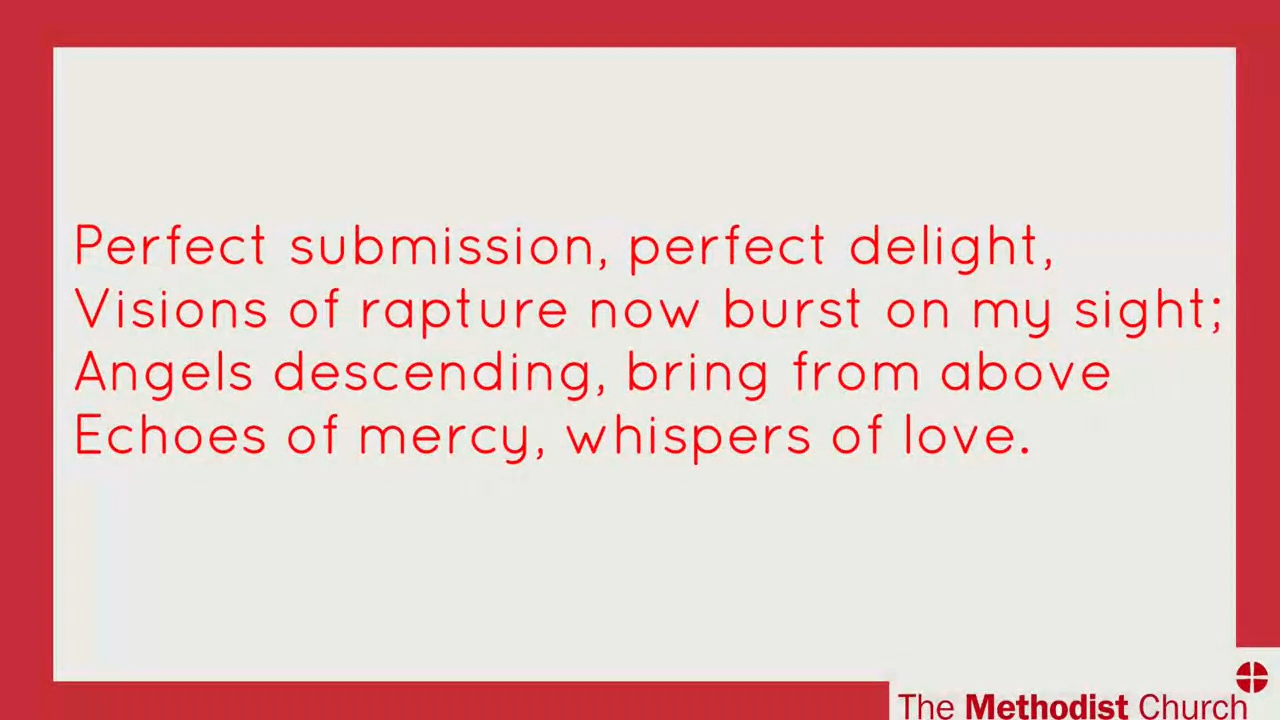 Perfect submission, perfect delight,
Visions of rapture now burst on my sight;
Angels descending, bring from above
Echoes of mercy, whispers of love.
The Methodist Church